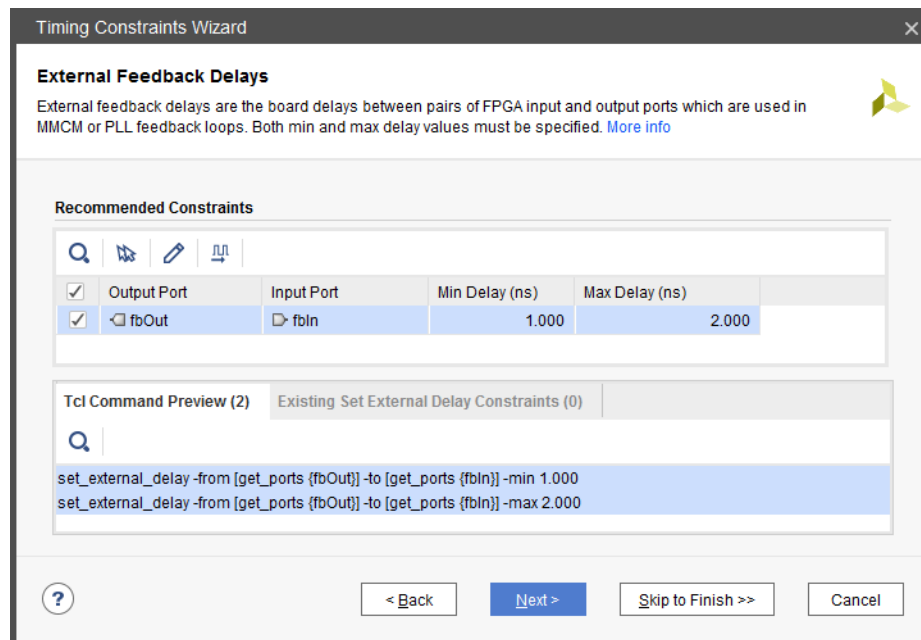 Timing Constraints Wizard
External Feedback Delays
External feedback delays are the board delays between pairs of FPGA input and output ports which are used in
MMCM or PLL feedback loops. Both min and max delay values must be specified. More info
Recommended Constraints
Output Port Input Port Min Delay (ns) Max Delay (ns)
fbOut fbIn 1.000 2.000
Tcl Command Preview (2) Existing Set External Delay Constraints (0)
set_external_delay -from [get_ports {fbOut}] -to [get_ports {fbIn}] -min 1.000
set_external_delay -from [get_ports {fbOut}] -to [get_ports {fbIn}] -max 2.000
? < Back Next > Skip to Finish >> Cancel